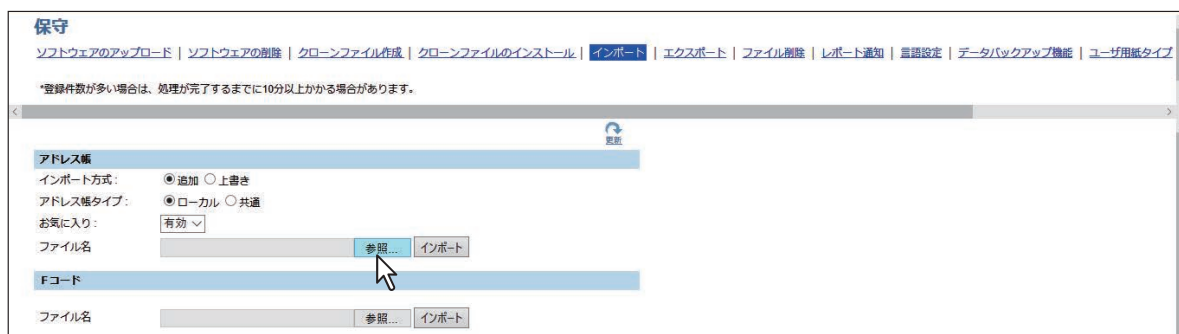 保守
ソフトウェアのアップロード | ソフトウェアの削除 | クローンファイル作成 | クローンファイルのインストール | インポート | エクスポート | ファイル削除 | レポート通知 | 言語設定 | データバックアップ機能 | ユーザ用紙タイプ
*登録件数が多い場合は、処理が完了するまでに10分以上かかる場合があります。
更新
アドレス帳
インポート方式: 追加 上書き
アドレス帳タイプ: ローカル 共通
お気に入り: 有効
ファイル名 参照... インポート
Fコード
ファイル名 参照... インポート